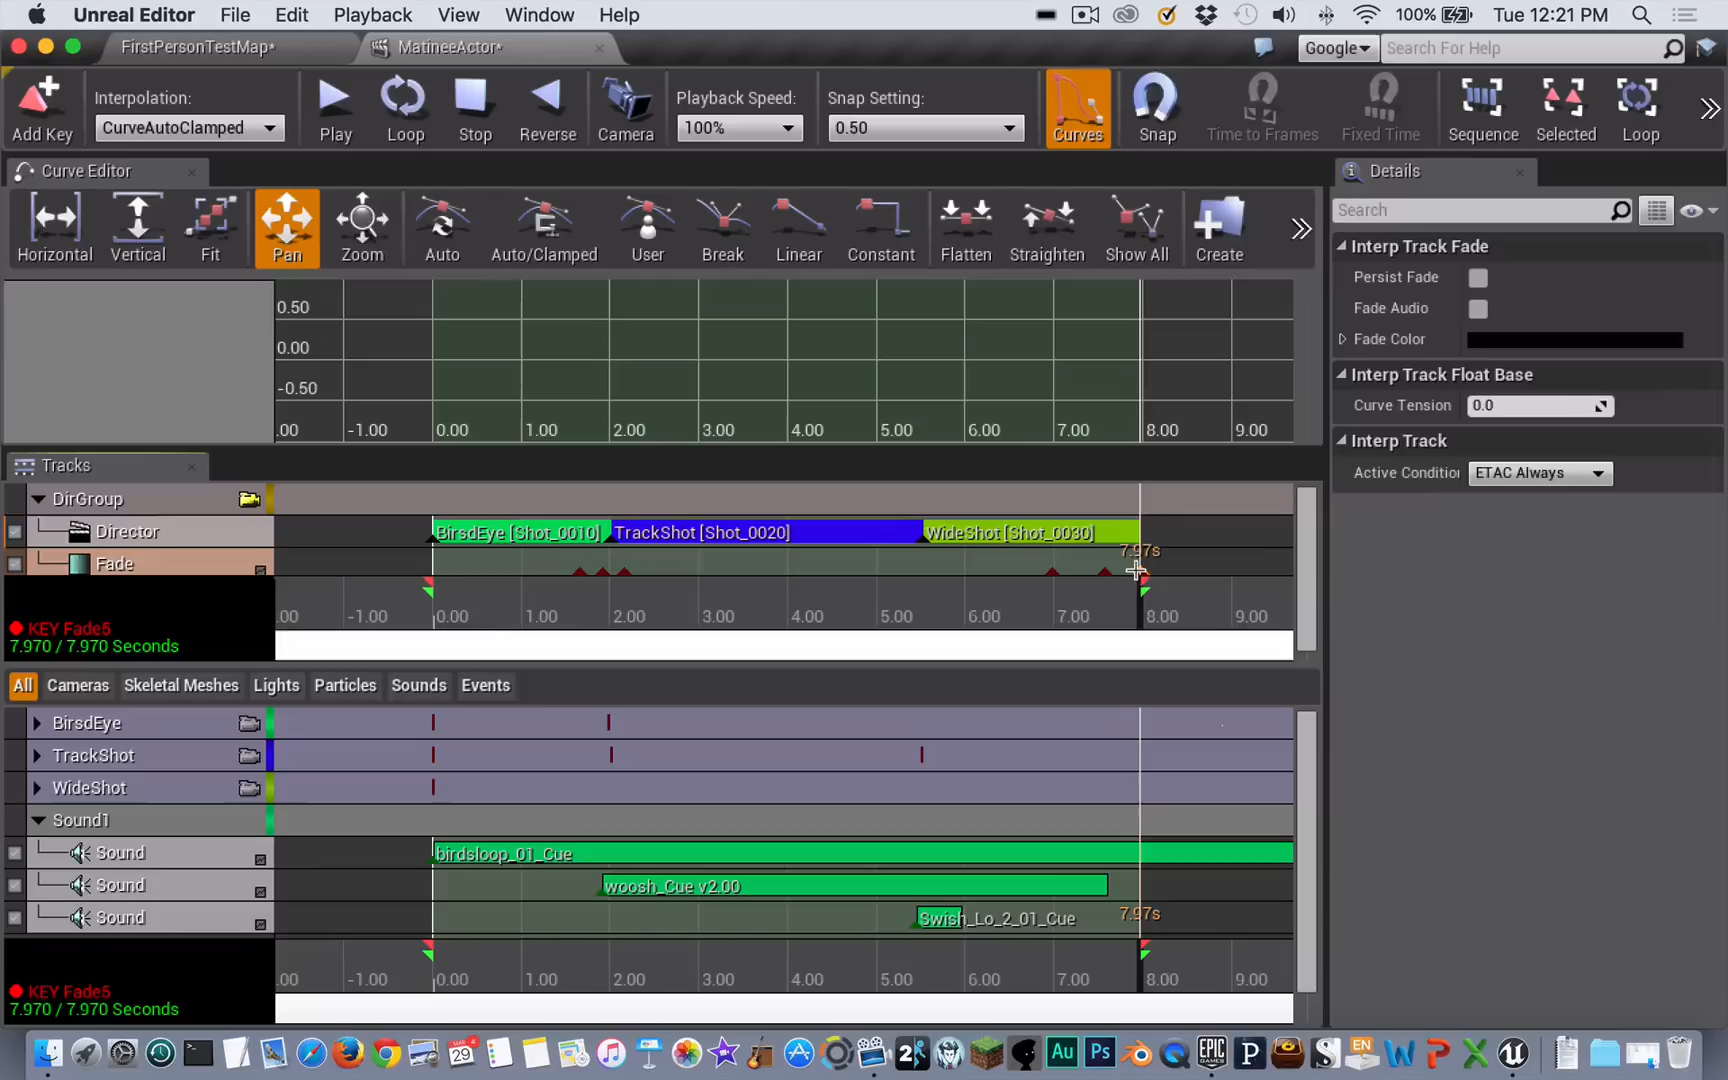 Unreal Editor File Edit Playback View Window Help 100% Tue 12:21 PM
FirstPersonTestMap* MatineeActor* Google Search For Help
Interpolation: Playback Speed: Snap Setting:
CurveAutoClamped 100% 0.50
Add Key Play Loop Stop Reverse Camera Curves Snap Time to Frames Fixed Time Sequence Selected Loop
Curve Editor Details
Search
Horizontal Vertical Fit Pan Zoom Auto Auto/Clamped User Break Linear Constant Flatten Straighten Show All Create
Interp Track Fade
Persist Fade
Fade Audio
Fade Color
Interp Track Float Base
Curve Tension 0.0
Interp Track
Active Conditio ETAC Always
0.50
0.00
-0.50
.00 -1.00 0.00 1.00 2.00 3.00 4.00 5.00 6.00 7.00 8.00 9.00
Tracks
DirGroup
Director BirsdEye [Shot_0010] TrackShot [Shot_0020] WideShot [Shot_0030]
7.97s
Fade
.00 -1.00 0.00 1.00 2.00 3.00 4.00 5.00 6.00 7.00 8.00 9.00
KEY Fade5
7.970 / 7.970 Seconds
All Cameras Skeletal Meshes Lights Particles Sounds Events
BirsdEye
TrackShot
WideShot
Sound1
Sound birdsloop_01_Cue
Sound woosh_Cue v2.00
Sound Swish_Lo_2_01_Cue 7.97s
.00 -1.00 0.00 1.00 2.00 3.00 4.00 5.00 6.00 7.00 8.00 9.00
KEY Fade5
7.970 / 7.970 Seconds
29 2 Au Ps EPIC GAMES P S EN W P X